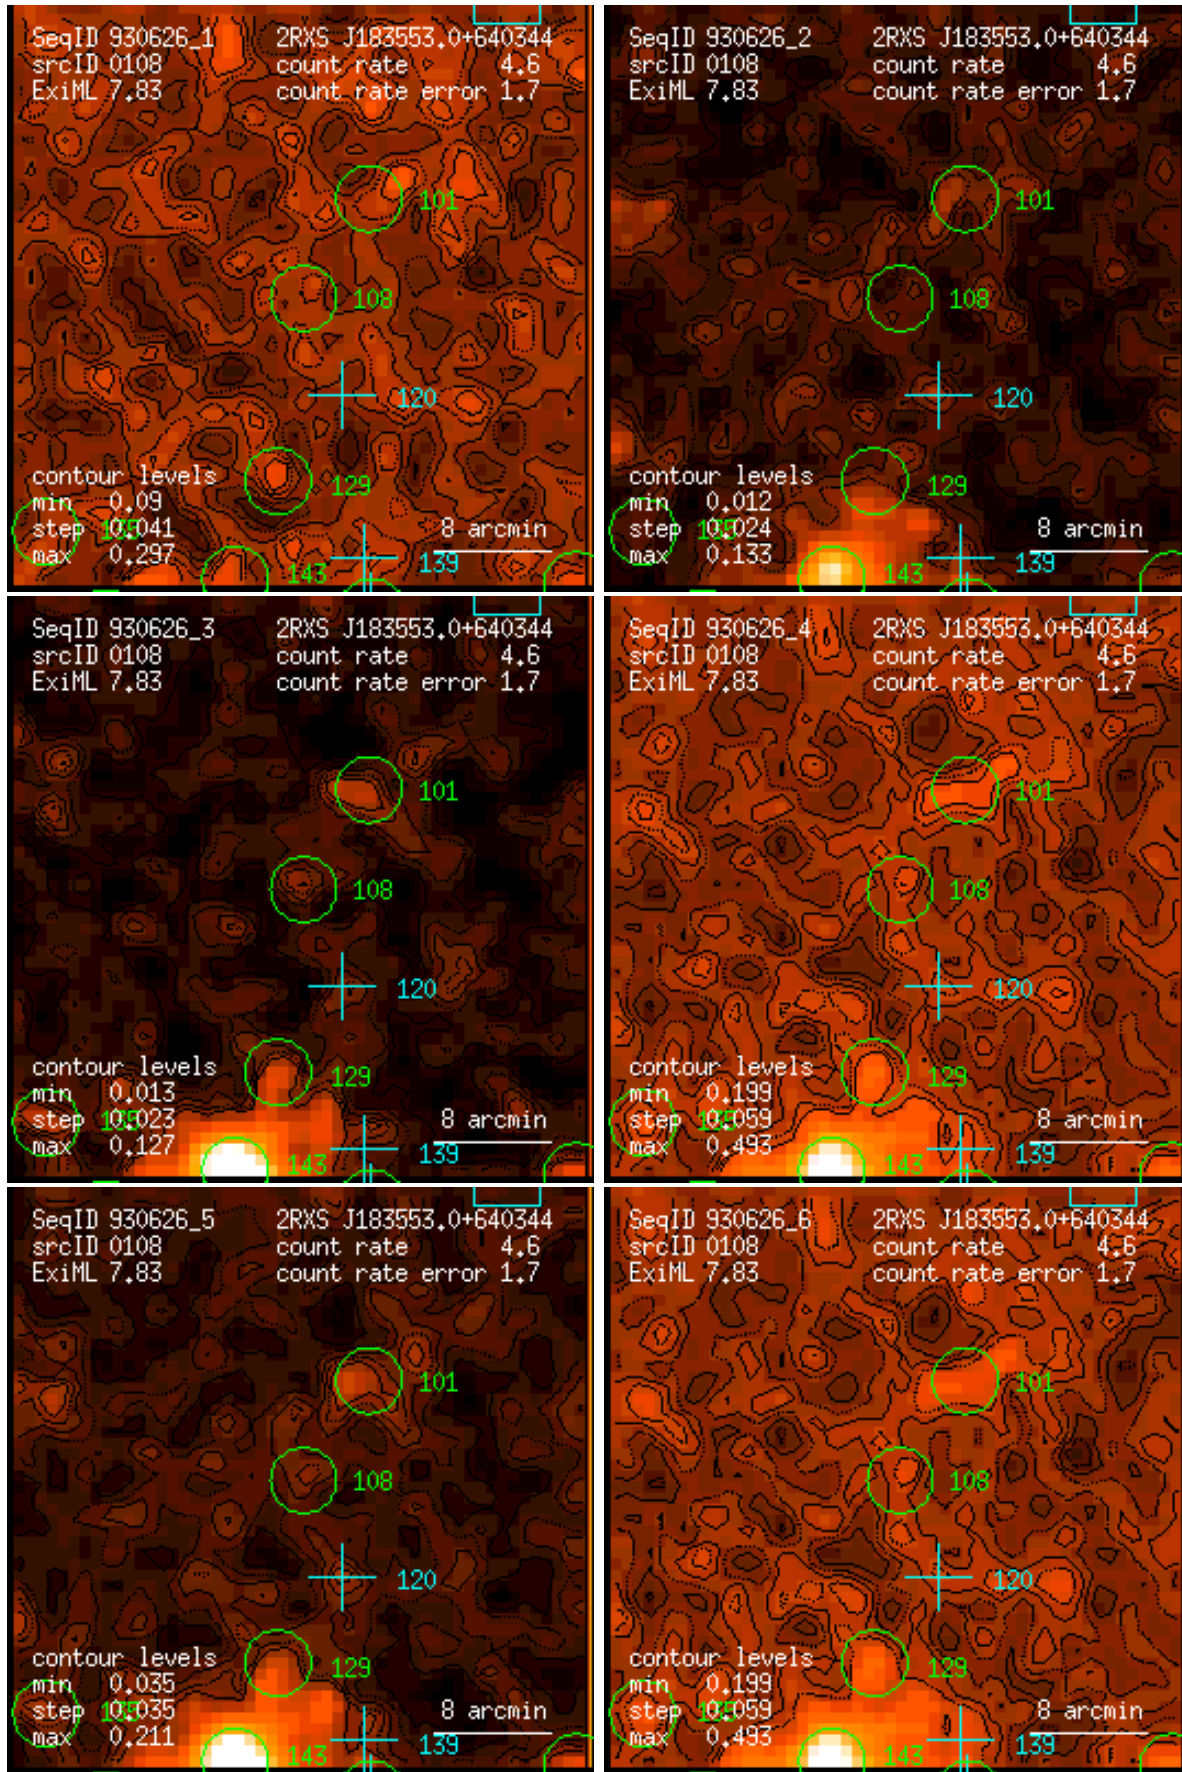 SeqID 930626_1 2RXS J183553.0+640344
srcID 0108 count rate 4.6
ExiML 7.83 count rate error 1.7
101
108
120
contour levels
129
min 0.09
step 0.041 8 arcmin
max 0.297
143 139
SeqID 930626_2 2RXS J183553.0+640344
srcID 0108 count rate 4.6
ExiML 7.83 count rate error 1.7
101
108
120
contour levels
129
min 0.012
step 0.024 8 arcmin
max 0.133
143 139
SeqID 930626_3 2RXS J183553.0+640344
srcID 0108 count rate 4.6
ExiML 7.83 count rate error 1.7
101
108
120
contour levels
129
min 0.013
step 0.023 8 arcmin
max 0.127
143 139
SeqID 930626_4 2RXS J183553.0+640344
srcID 0108 count rate 4.6
ExiML 7.83 count rate error 1.7
101
108
120
contour levels
129
min 0.199
step 0.059 8 arcmin
max 0.493
143 139
SeqID 930626_5 2RXS J183553.0+640344
srcID 0108 count rate 4.6
ExiML 7.83 count rate error 1.7
101
108
120
contour levels
129
min 0.035
step 0.035 8 arcmin
max 0.211
143 139
SeqID 930626_6 2RXS J183553.0+640344
srcID 0108 count rate 4.6
ExiML 7.83 count rate error 1.7
101
108
120
contour levels
129
min 0.199
step 0.059 8 arcmin
max 0.493
143 139